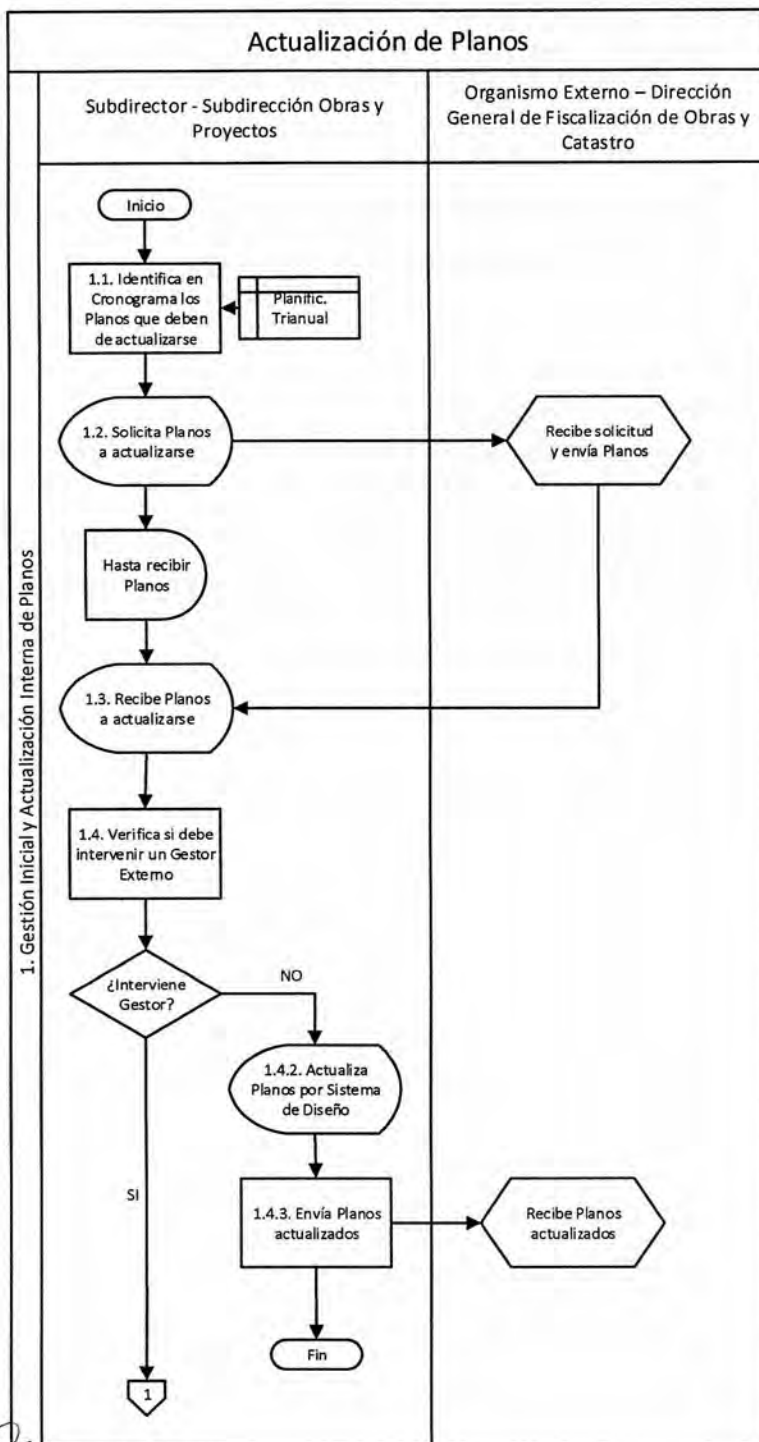 Actualización de Planos
Subdirector - Subdirección Obras y
Proyectos
Organismo Externo – Dirección
General de Fiscalización de Obras y
Catastro
1. Gestión Inicial y Actualización Interna de Planos
Inicio
1.1. Identifica en
Cronograma los
Planos que deben
de actualizarse
Planific.
Trianual
1.2. Solicita Planos
a actualizarse
Recibe solicitud
y envía Planos
Hasta recibir
Planos
1.3. Recibe Planos
a actualizarse
1.4. Verifica si debe
intervenir un Gestor
Externo
¿Interviene
Gestor?
NO
1.4.2. Actualiza
Planos por Sistema
de Diseño
SI
1.4.3. Envía Planos
actualizados
Recibe Planos
actualizados
Fin
1